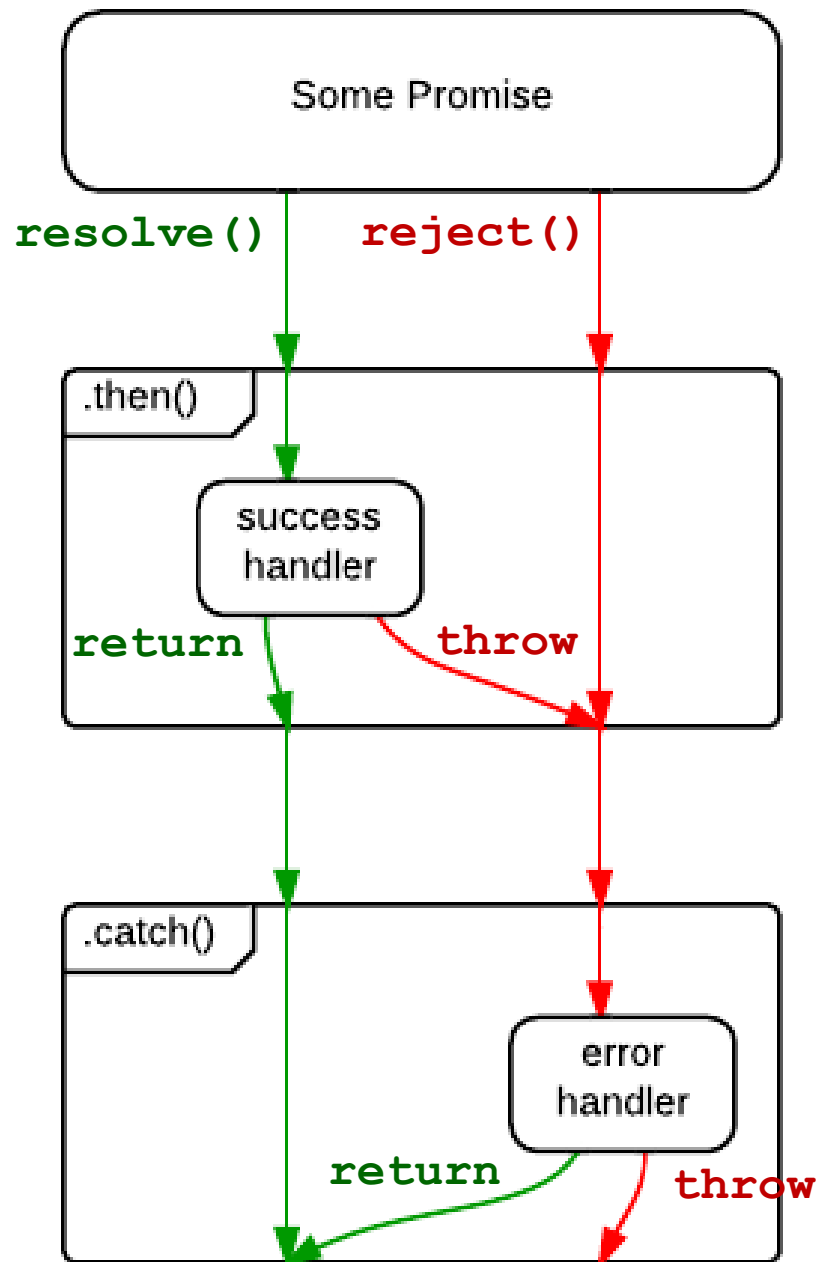 Some Promise
resolve()
reject()
.then()
success
handler
return
throw
.catch()
error
handler
return
throw